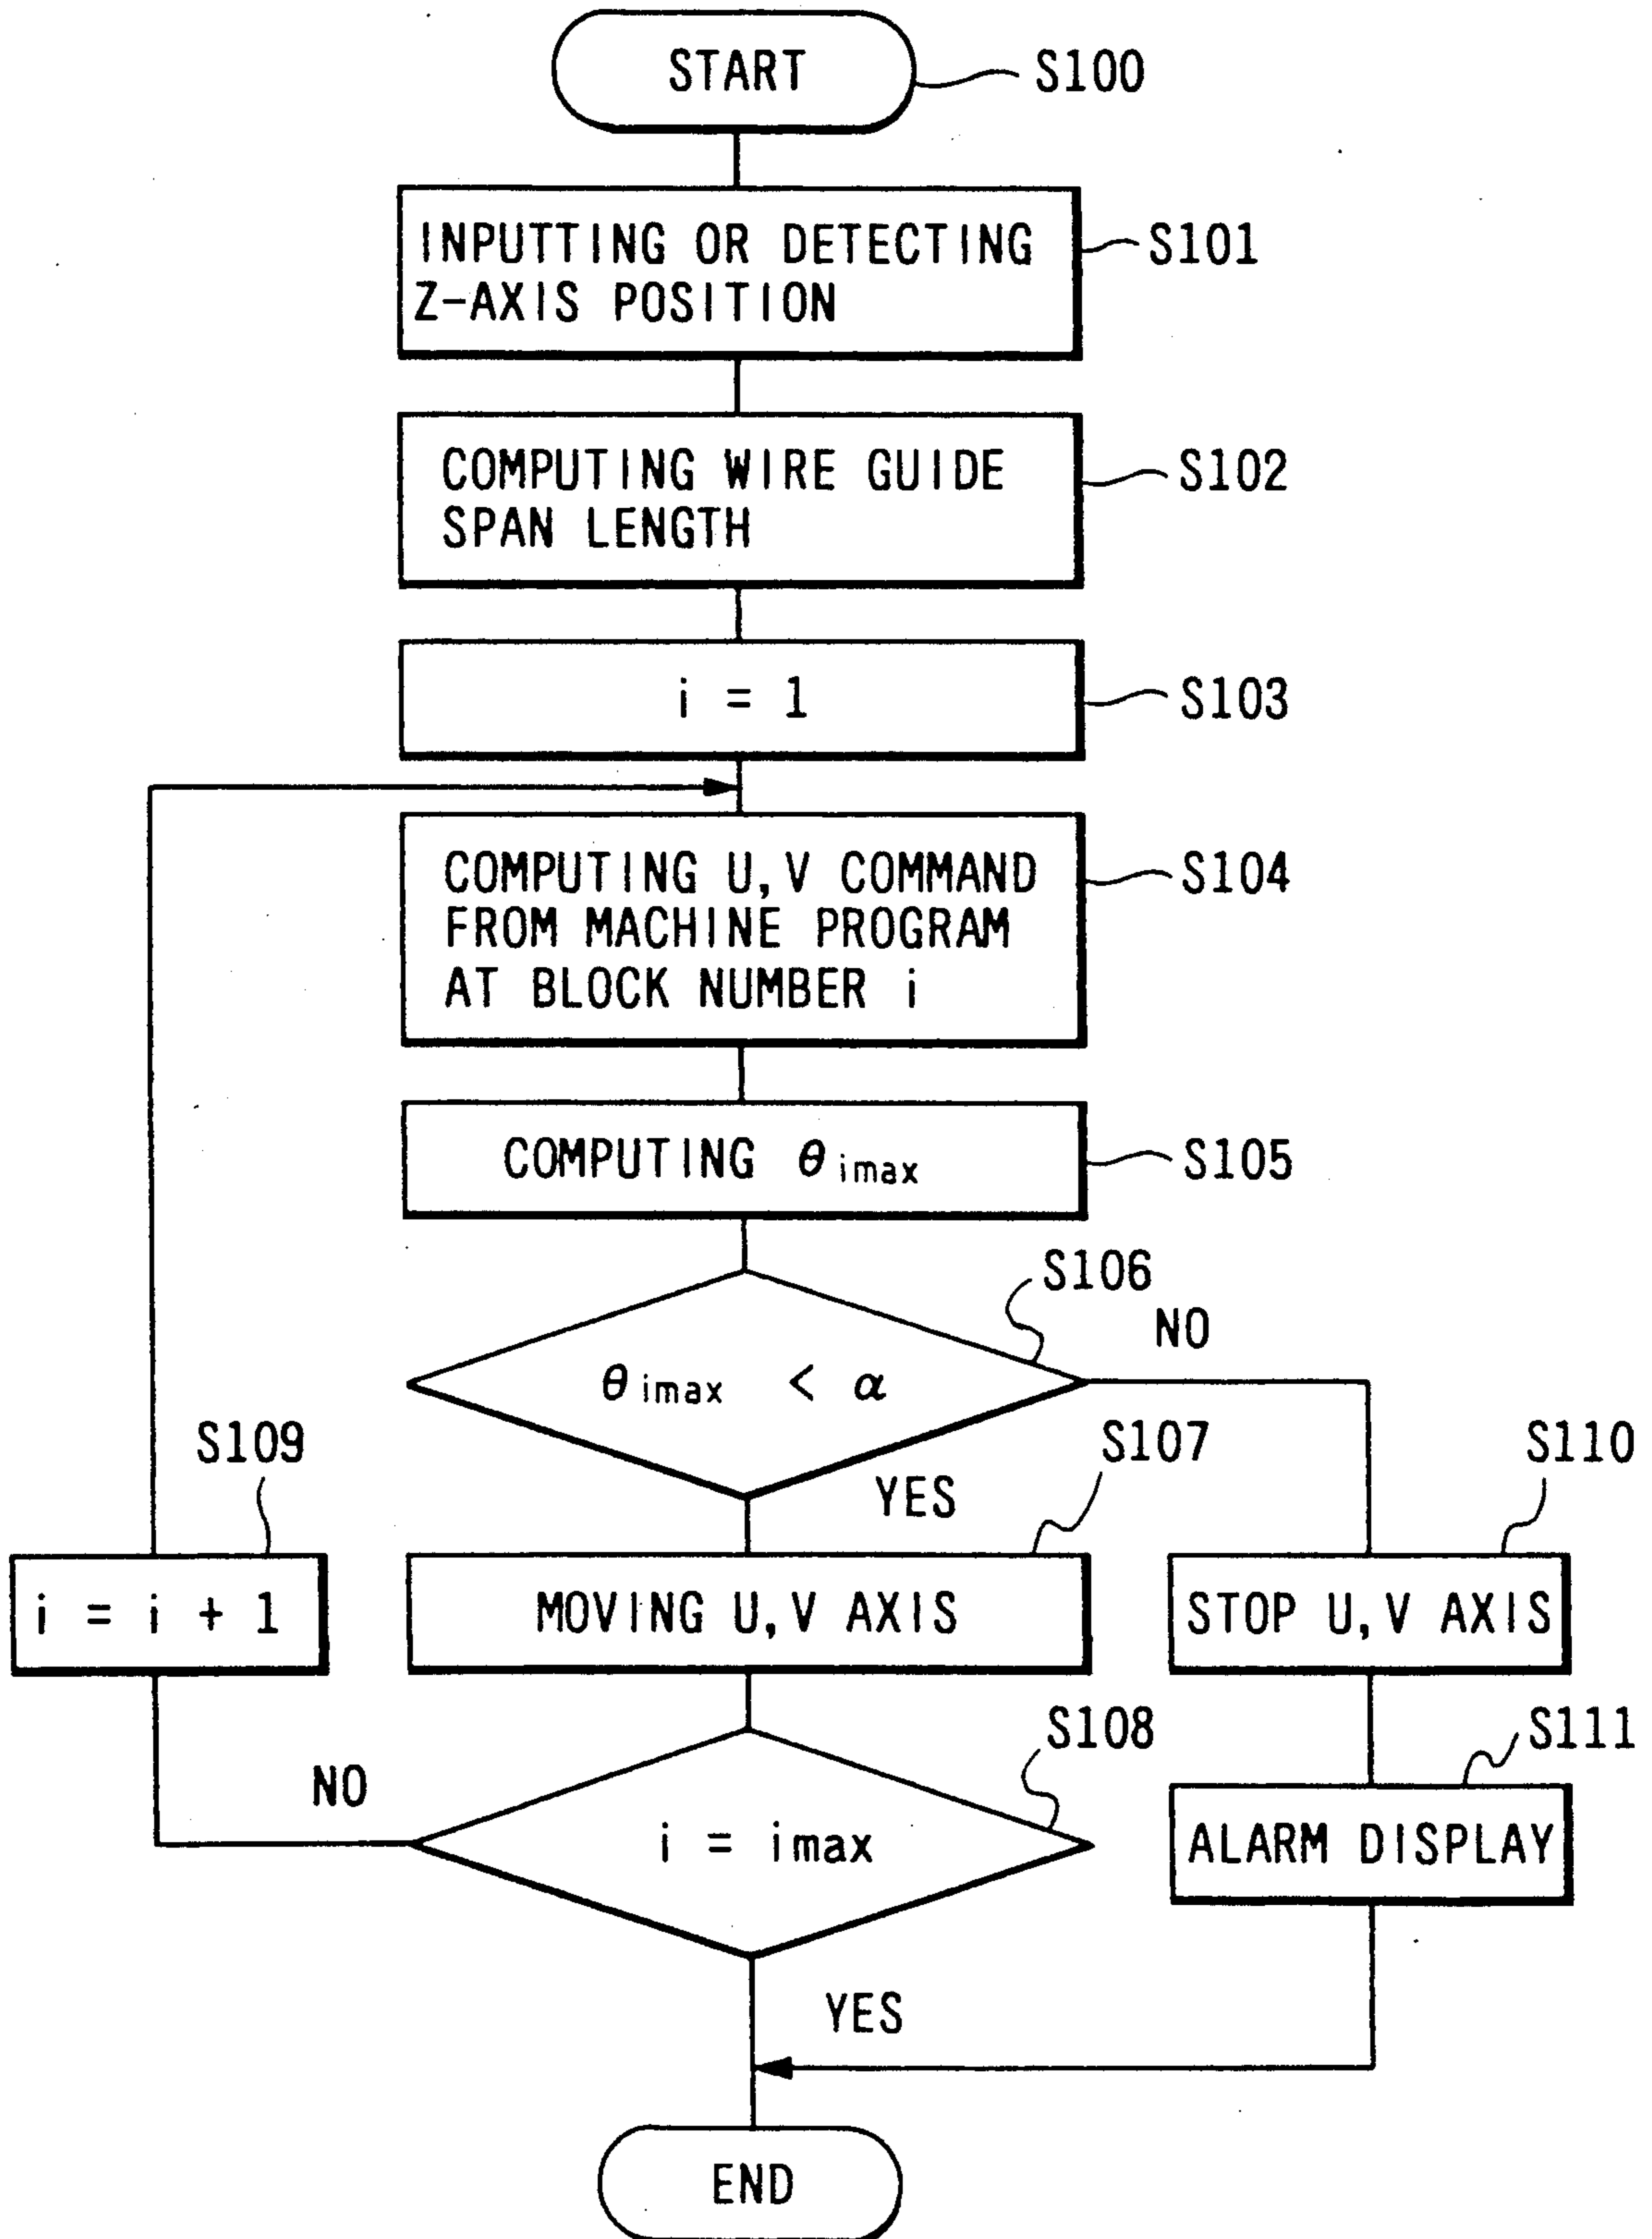 START
S100
INPUTTING OR DETECTING
Z-AXIS POSITION
S101
COMPUTING WIRE GUIDE
SPAN LENGTH
S102
i = 1
S103
COMPUTING U, V COMMAND
FROM MACHINE PROGRAM
AT BLOCK NUMBER i
S104
COMPUTING θimax
S105
S106
θimax < α
NO
YES
S109
i = i + 1
S107
MOVING U, V AXIS
S110
STOP U, V AXIS
S108
i = imax
NO
YES
S111
ALARM DISPLAY
END